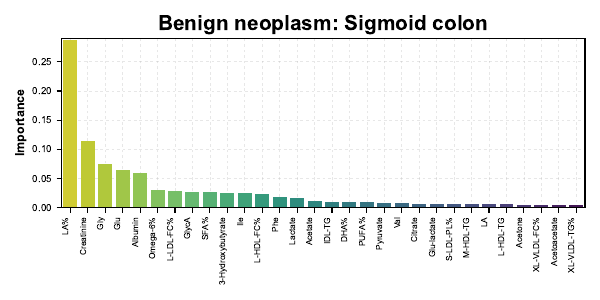 Benign neoplasm: Sigmoid colon
Importance
0.25
0.20
0.15
0.10
0.05
0.00
LA%
Creatinine
Gly
Glu
Albumin
Omega-6%
L-LDL-FC%
GlycA
SFA%
3-Hydroxybutyrate
Ile
L-HDL-FC%
Phe
Lactate
Acetate
IDL-TG
DHA%
PUFA%
Pyruvate
Val
Citrate
Glu-lactate
S-LDL-PL%
M-HDL-TG
LA
L-HDL-TG
Acetone
XL-VLDL-FC%
Acetoacetate
XL-VLDL-TG%